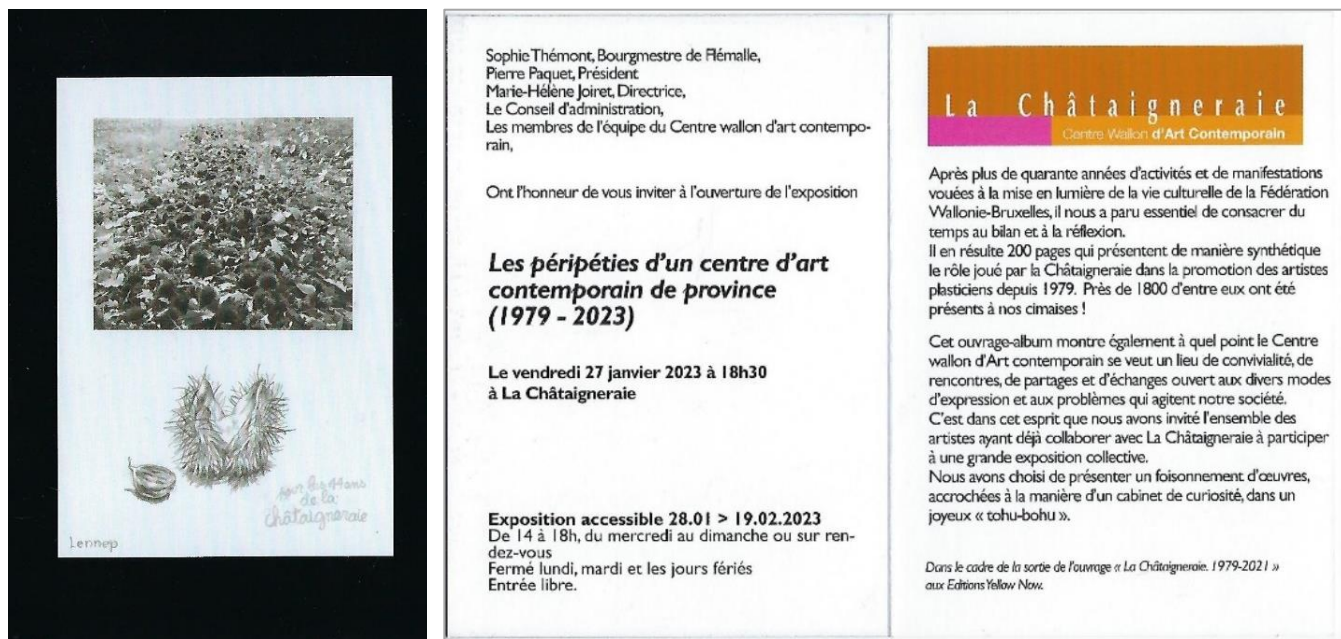 pour les 44 ans
de la
châtaigneraie
Lennep
Sophie Thémont, Bourgmestre de Flémalle,
Pierre Paquet, Président
Marie-Hélène Joiret, Directrice,
Le Conseil d'administration,
Les membres de l'équipe du Centre wallon d'art contempo-
rain,
Ont l'honneur de vous inviter à l'ouverture de l'exposition
Les péripéties d'un centre d'art
contemporain de province
(1979 - 2023)
Le vendredi 27 janvier 2023 à 18h30
à La Châtaigneraie
Exposition accessible 28.01 > 19.02.2023
De 14 à 18h, du mercredi au dimanche ou sur ren-
dez-vous
Fermé lundi, mardi et les jours fériés
Entrée libre.
La Châtaigneraie
Centre Wallon d'Art Contemporain
Après plus de quarante années d'activités et de manifestations
vouées à la mise en lumière de la vie culturelle de la Fédération
Wallonie-Bruxelles, il nous a paru essentiel de consacrer du
temps au bilan et à la réflexion.
Il en résulte 200 pages qui présentent de manière synthétique
le rôle joué par la Châtaigneraie dans la promotion des artistes
plasticiens depuis 1979. Près de 1800 d'entre eux ont été
présents à nos cimaises !
Cet ouvrage-album montre également à quel point le Centre
wallon d'Art contemporain se veut un lieu de convivialité, de
rencontres, de partages et d'échanges ouvert aux divers modes
d'expression et aux problèmes qui agitent notre société.
C'est dans cet esprit que nous avons invité l'ensemble des
artistes ayant déjà collaborer avec La Châtaigneraie à participer
à une grande exposition collective.
Nous avons choisi de présenter un foisonnement d'œuvres,
accrochées à la manière d'un cabinet de curiosité, dans un
joyeux « tohu-bohu ».
Dans le cadre de la sortie de l'ouvrage « La Châtaigneraie. 1979-2021 »
aux Editions Yellow Now.